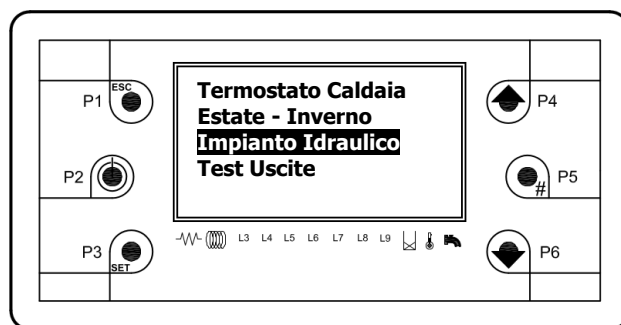 ESC
P1
P2
P3
SET
Termostato Caldaia
Estate - Inverno
Impianto Idraulico
Test Uscite
L3 L4 L5 L6 L7 L8 L9
P4
P5
#
P6